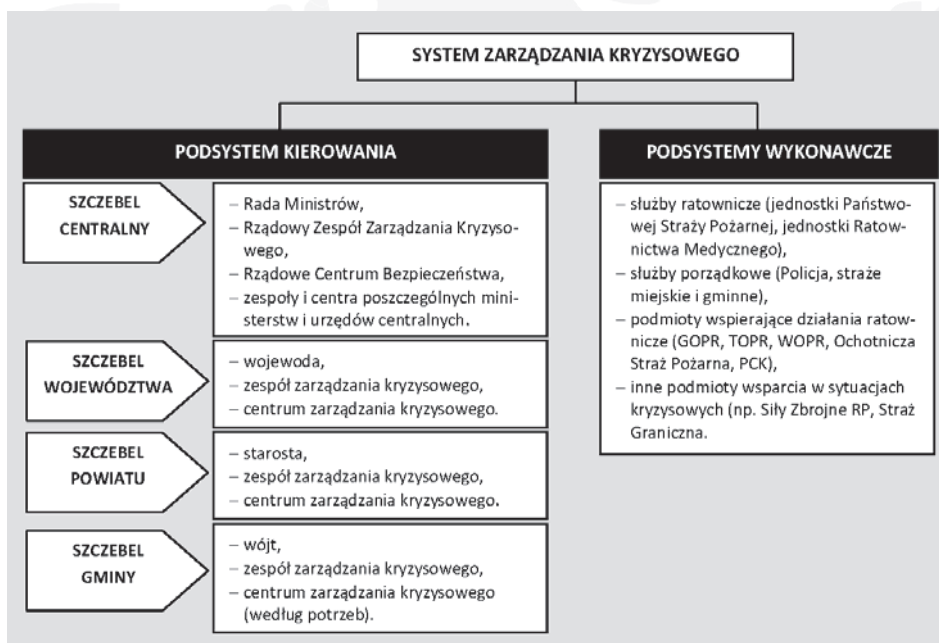 SYSTEM ZARZĄDZANIA KRYZYSOWEGO
PODSYSTEM KIEROWANIA
SZCZEBEL
CENTRALNY
– Rada Ministrów,
– Rządowy Zespół Zarządzania Kryzyso-
wego,
– Rządowe Centrum Bezpieczeństwa,
– zespoły i centra poszczególnych mini-
sterstw i urzędów centralnych.
SZCZEBEL
WOJEWÓDZTWA
– wojewoda,
– zespół zarządzania kryzysowego,
– centrum zarządzania kryzysowego.
SZCZEBEL
POWIATU
– starosta,
– zespół zarządzania kryzysowego,
– centrum zarządzania kryzysowego.
SZCZEBEL
GMINY
– wójt,
– zespół zarządzania kryzysowego,
– centrum zarządzania kryzysowego
(według potrzeb).
PODSYSTEMY WYKONAWCZE
– służby ratownicze (jednostki Państwo-
wej Straży Pożarnej, jednostki Ratow-
nictwa Medycznego),
– służby porządkowe (Policja, straże
miejskie i gminne),
– podmioty wspierające działania ratow-
nicze (GOPR, TOPR, WOPR, Ochotnicza
Straż Pożarna, PCK),
– inne podmioty wsparcia w sytuacjach
kryzysowych (np. Siły Zbrojne RP, Straż
Graniczna.